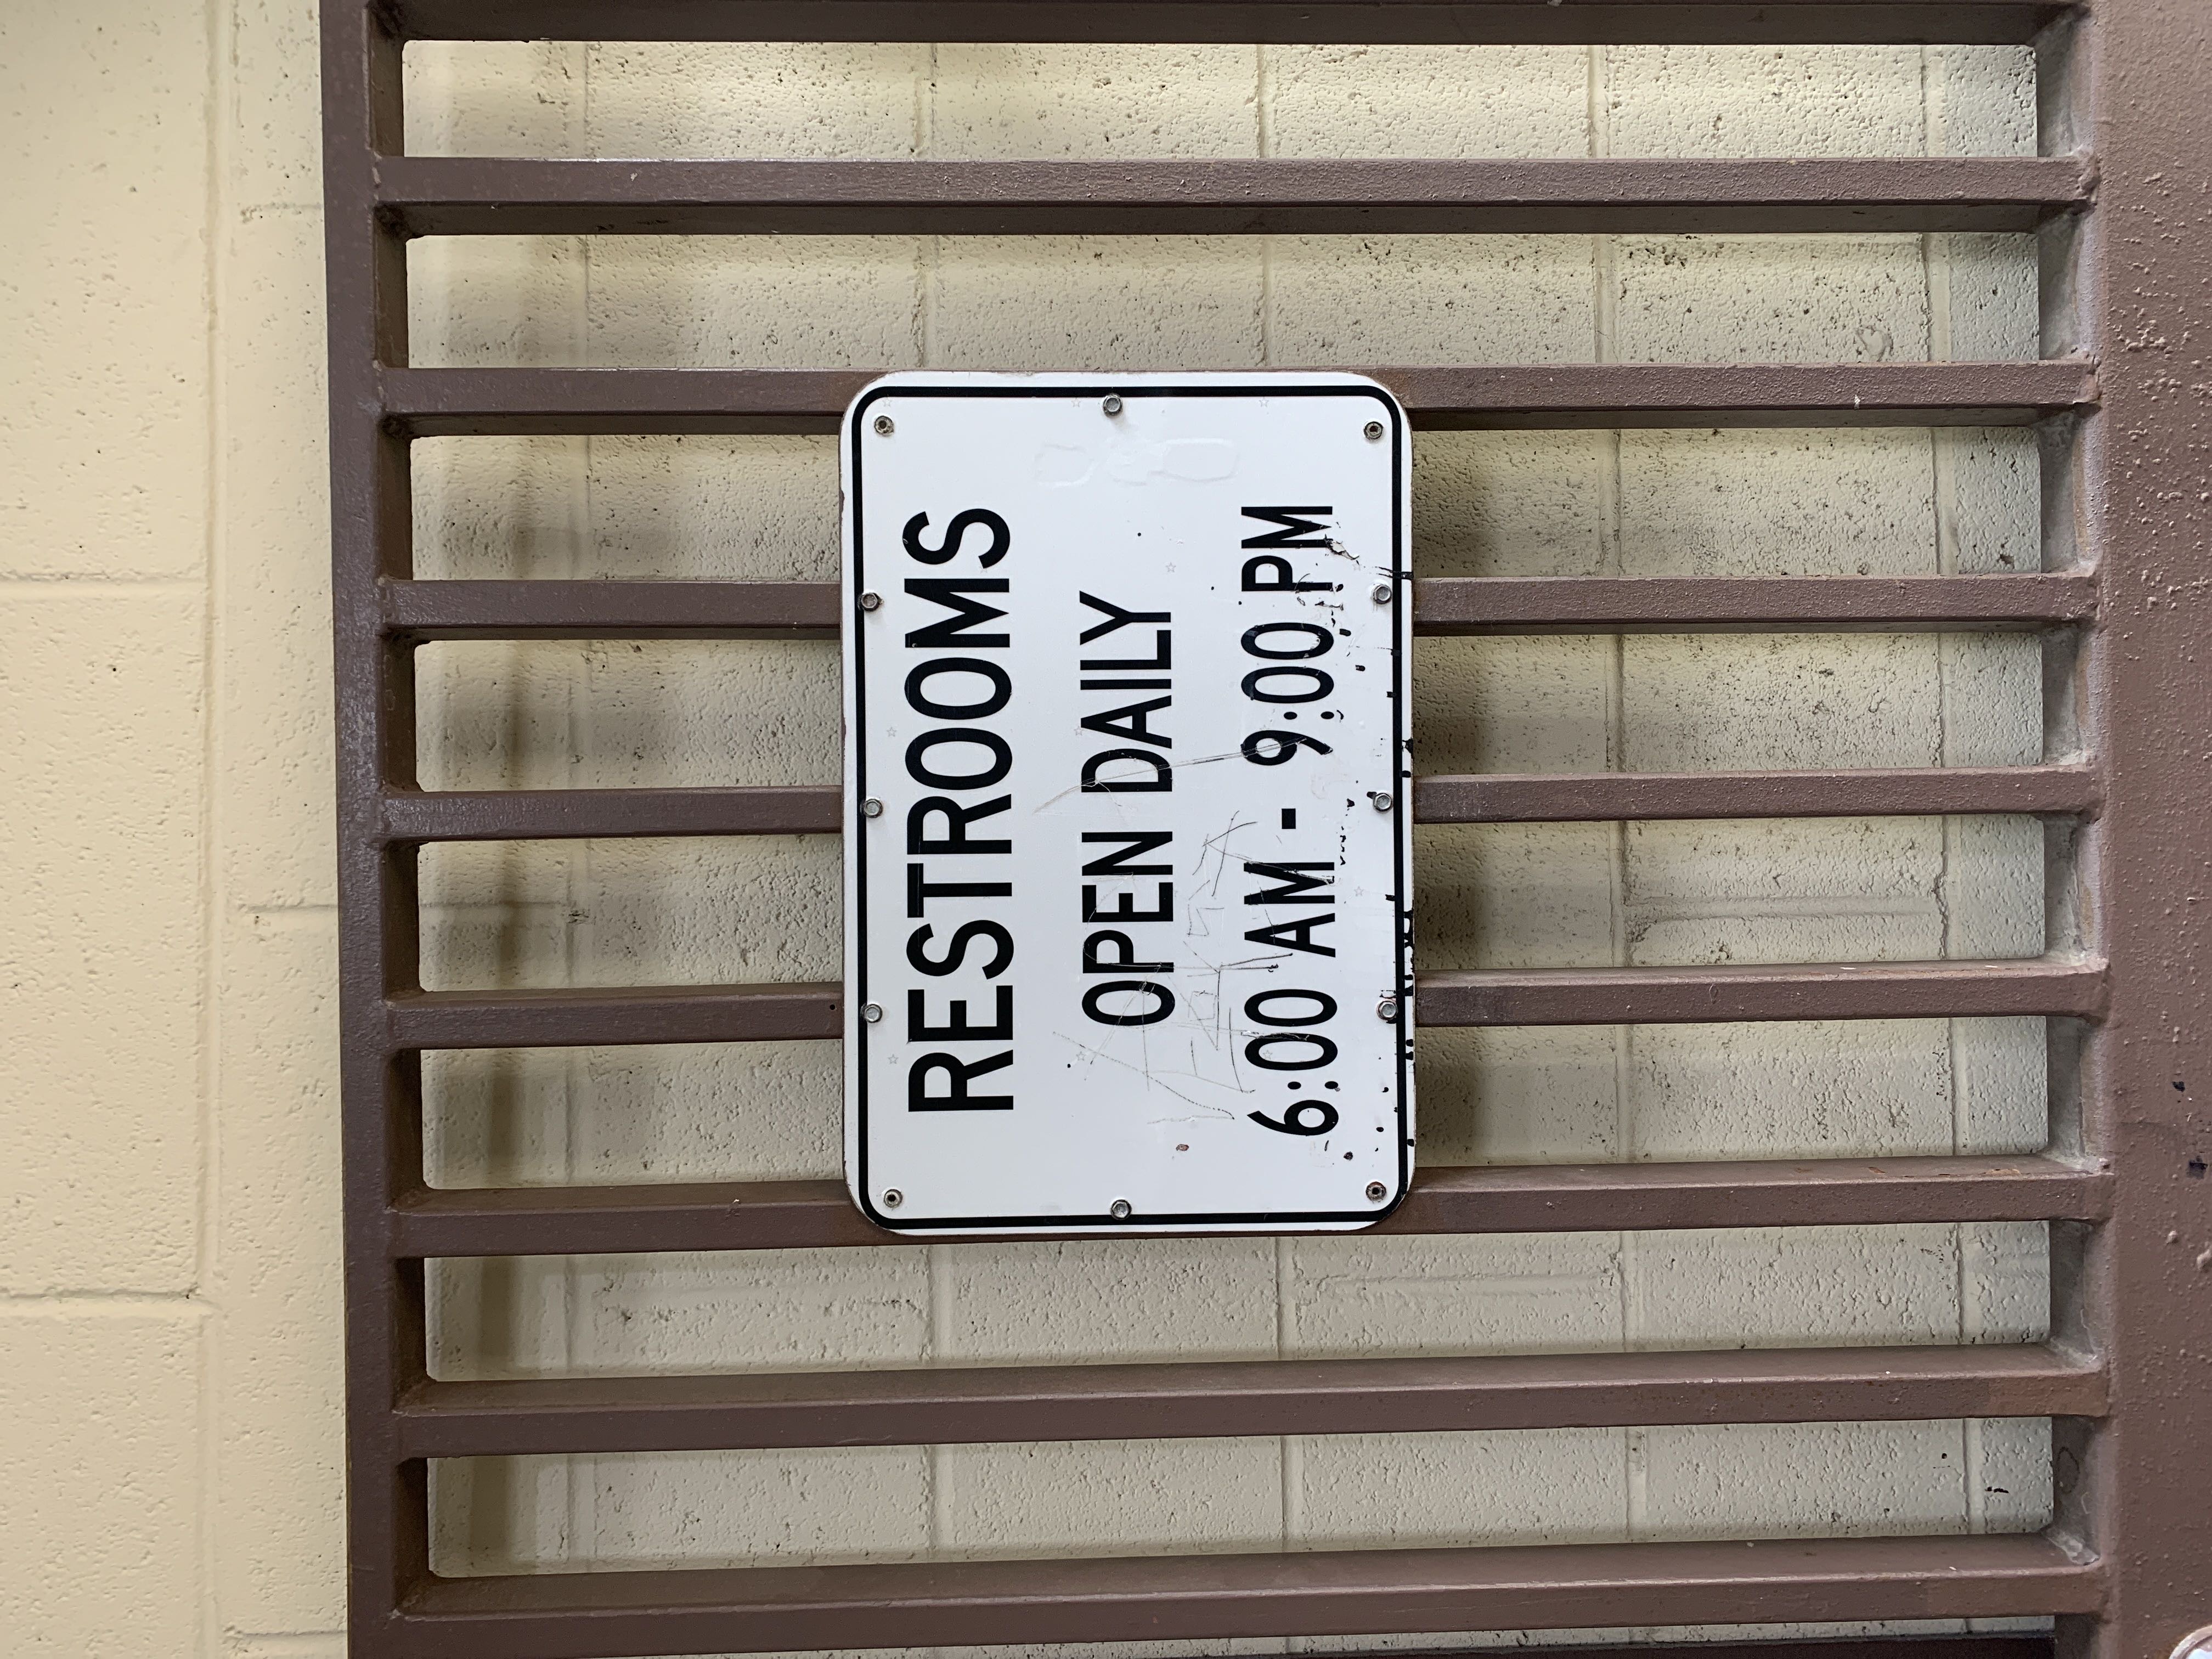 RESTROOMS
OPEN DAILY
6:00 AM - 9:00 PM